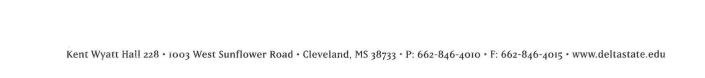 Kent Wyatt Hall 228 • 1003 West Sunflower Road • Cleveland, MS 38733 • P: 662-846-4010 • F: 662-846-4015 • www.deltastate.edu